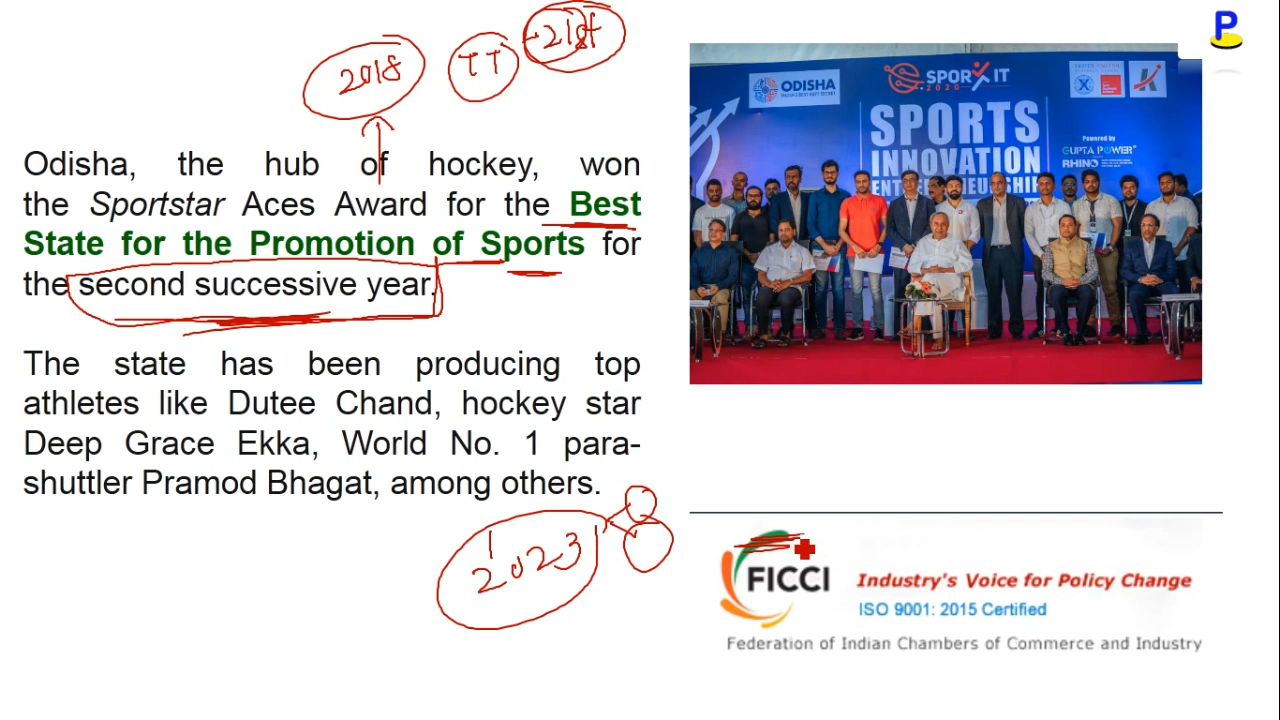 2018
TT
21st
P
Odisha, the hub of hockey, won
the Sportstar Aces Award for the Best
State for the Promotion of Sports for
the second successive year.
The state has been producing top
athletes like Dutee Chand, hockey star
Deep Grace Ekka, World No. 1 para-
shuttler Pramod Bhagat, among others.
2023
ODISHA
SPORXIT
2020
SPORTS
INNOVATION
Powered by
GUPTA POWER
RHINO
FICCI
Industry's Voice for Policy Change
ISO 9001: 2015 Certified
Federation of Indian Chambers of Commerce and Industry